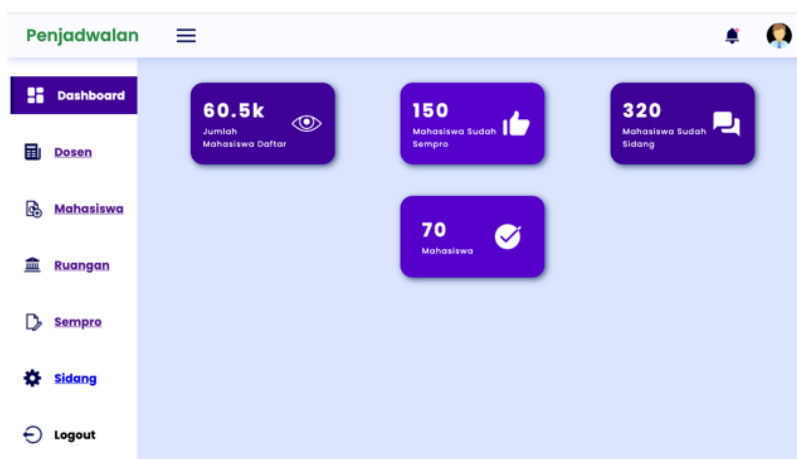 Penjadwalan
Dashboard
Dosen
Mahasiswa
Ruangan
Sempro
Sidang
Logout
60.5k
Jumlah
Mahasiswa Daftar
150
Mahasiswa Sudah
Sempro
320
Mahasiswa Sudah
Sidang
70
Mahasiswa